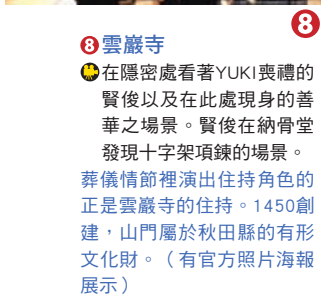 ❽
❽雲巖寺
在隱密處看著YUKI喪禮的
賢俊以及在此處現身的善
華之場景。賢俊在納骨堂
發現十字架項鍊的場景。
葬儀情節裡演出住持角色的
正是雲巖寺的住持。1450創
建，山門屬於秋田縣的有形
文化財。（有官方照片海報
展示）